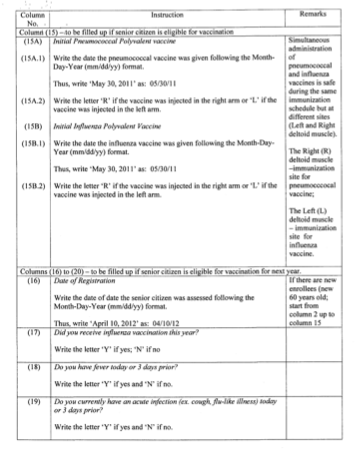 Column No.
Instruction
Remarks
Column (15) – to be filled up if senior citizen is eligible for vaccination
(15A) Initial Pneumococcal Polyvalent vaccine
(15A.1) Write the date the pneumococcal vaccine was given following the Month-
Day-Year (mm/dd/yy) format.
Thus, write 'May 30, 2011' as: 05/30/11
(15A.2) Write the letter 'R' if the vaccine was injected in the right arm or 'L' if the
vaccine was injected in the left arm.
(15B) Initial Influenza Polyvalent Vaccine
(15B.1) Write the date the influenza vaccine was given following the Month-Day-
Year (mm/dd/yy) format.
Thus, write 'May 30, 2011' as: 05/30/11
(15B.2) Write the letter 'R' if the vaccine was injected in the right arm or 'L' if the
vaccine was injected in the left arm.
Simultaneous
administration
of
pneumococcal
and influenza
vaccines is safe
during the same
immunization
schedule but at
different sites
(Left and Right
deltoid muscle).
The Right (R)
deltoid muscle
–immunization
site for
pneumococcal
vaccine;
The Left (L)
deltoid muscle
– immunization
site for
influenza
vaccine.
Columns (16) to (20) – to be filled up if senior citizen is eligible for vaccination for next year.
(16) Date of Registration
Write the date of date the senior citizen was assessed following the
Month-Day-Year (mm/dd/yy) format.
Thus, write 'April 10, 2012' as: 04/10/12
If there are new
enrollees (new
60 years old;
start from
column 2 up to
column 15
(17) Did you receive influenza vaccination this year?
Write the letter 'Y' if yes; 'N' if no
(18) Do you have fever today or 3 days prior?
Write the letter 'Y' if yes and 'N' if no.
(19) Do you currently have an acute infection (ex. cough, flu-like illness) today
or 3 days prior?
Write the letter 'Y' if yes and 'N' if no.